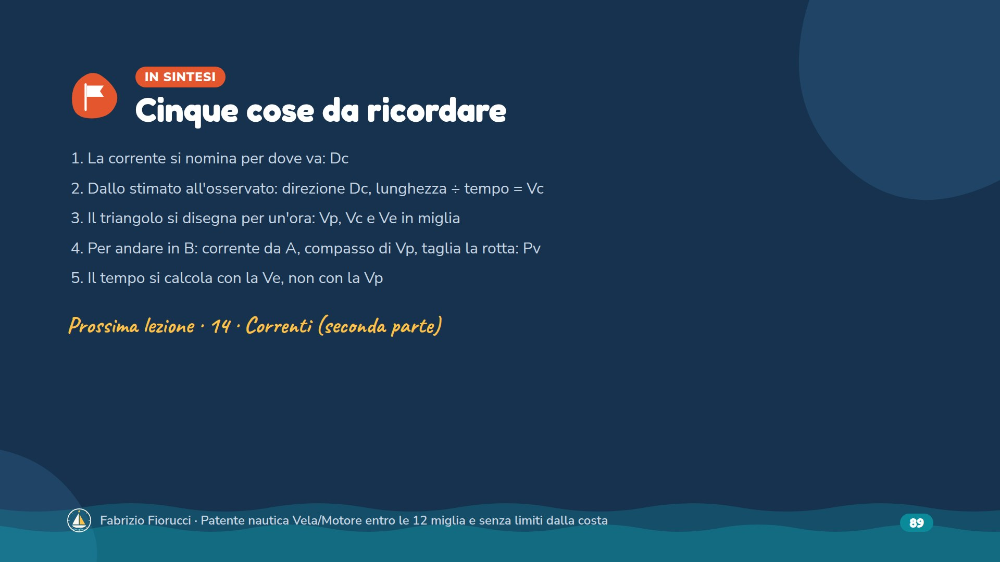 IN SINTESI
Cinque cose da ricordare
1. La corrente si nomina per dove va: Dc
2. Dallo stimato all'osservato: direzione Dc, lunghezza ÷ tempo = Vc
3. Il triangolo si disegna per un'ora: Vp, Vc e Ve in miglia
4. Per andare in B: corrente da A, compasso di Vp, taglia la rotta: Pv
5. Il tempo si calcola con la Ve, non con la Vp
Prossima lezione · 14 · Correnti (seconda parte)
Fabrizio Fiorucci · Patente nautica Vela/Motore entro le 12 miglia e senza limiti dalla costa
89